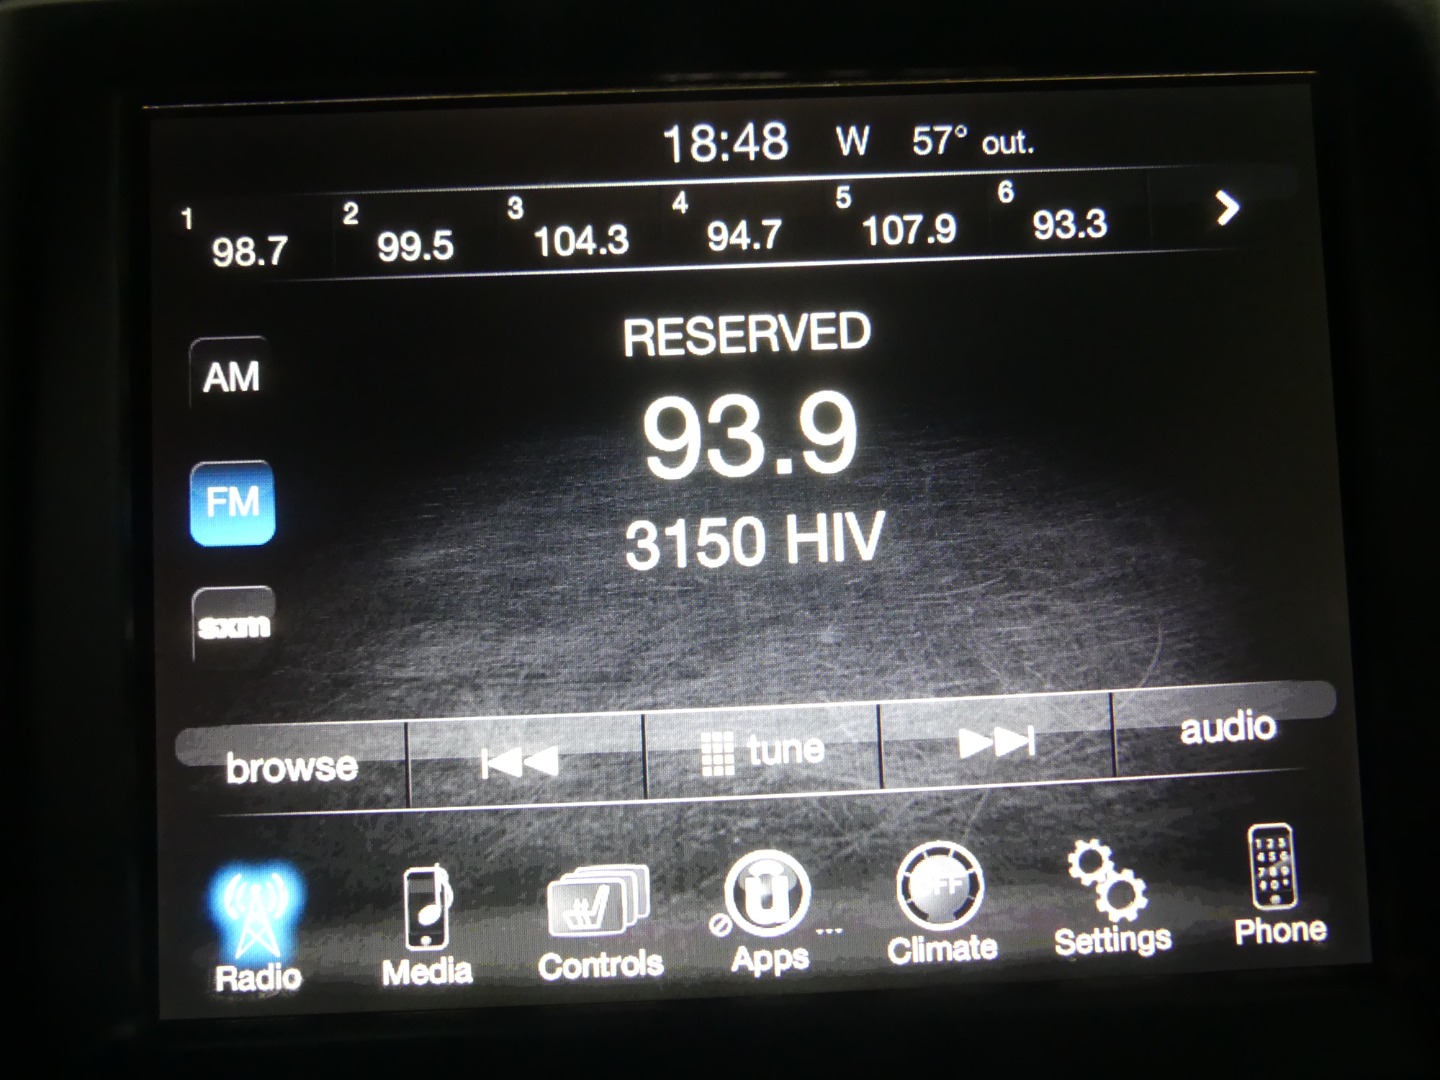 18:48 W 57° out.
1 98.7 2 99.5 3 104.3 4 94.7 5 107.9 6 93.3
RESERVED
AM
93.9
FM
3150 HIV
sxm
browse tune audio
OFF
u
Radio Media Controls Apps ... Climate Settings Phone